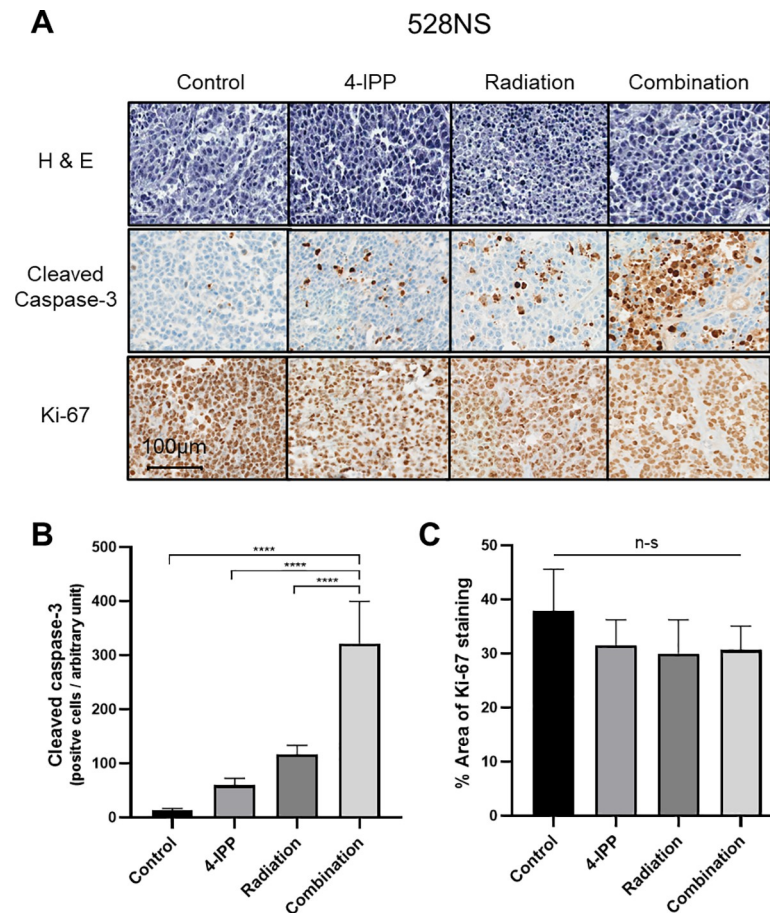 A
528NS
Control
4-IPP
Radiation
Combination
H & E
Cleaved
Caspase-3
Ki-67
100μm
B
Cleaved caspase-3
(positve cells / arbitrary unit)
500
400
300
200
100
0
****
****
****
Control
4-IPP
Radiation
Combination
C
% Area of Ki-67 staining
50
40
30
20
10
0
n-s
Control
4-IPP
Radiation
Combination